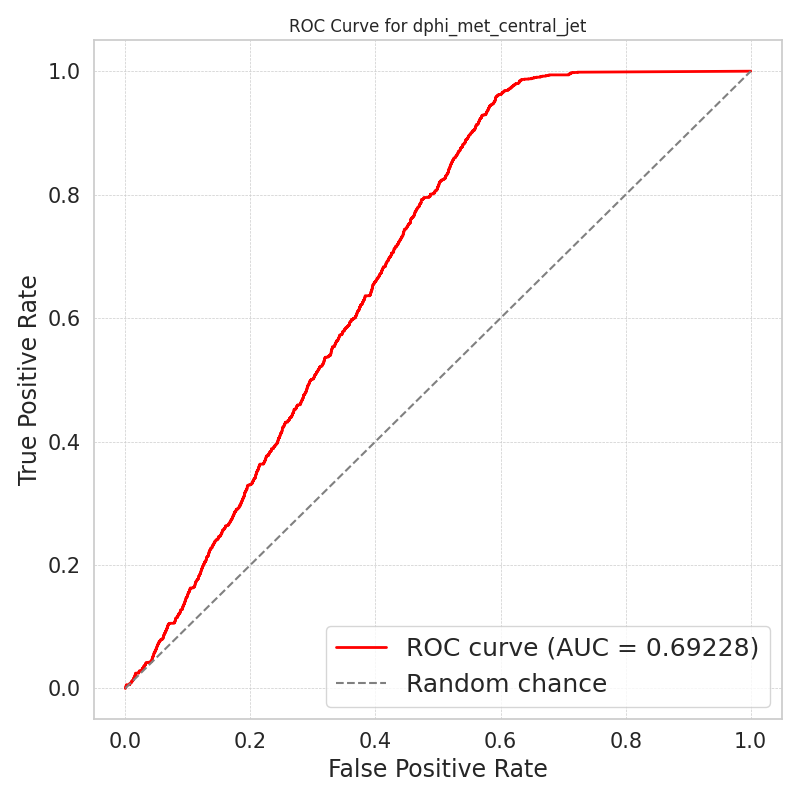 ROC Curve for dphi_met_central_jet
True Positive Rate
1.0
0.8
0.6
0.4
0.2
0.0
ROC curve (AUC = 0.69228)
Random chance
0.0 0.2 0.4 0.6 0.8 1.0
False Positive Rate